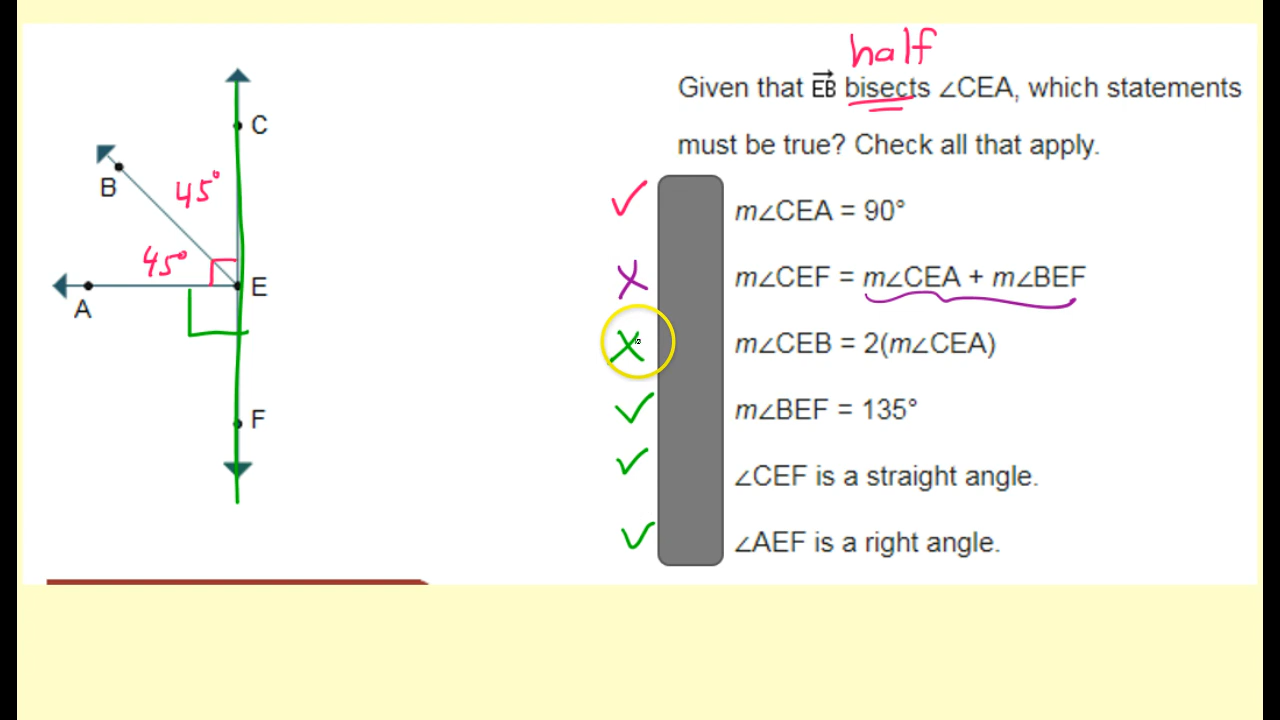 half
Given that EB bisects ∠CEA, which statements
must be true? Check all that apply.
m∠CEA = 90°
m∠CEF = m∠CEA + m∠BEF
m∠CEB = 2(m∠CEA)
m∠BEF = 135°
∠CEF is a straight angle.
∠AEF is a right angle.
C
B
45°
45°
E
A
F